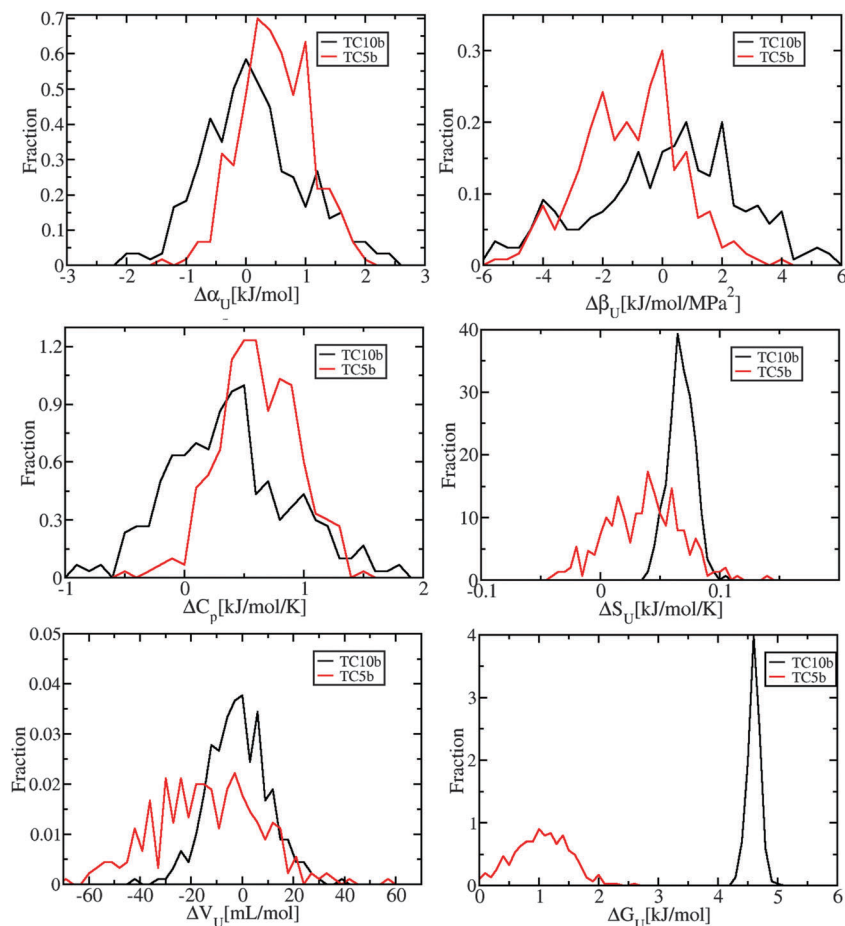 0.7
0.6
0.5
0.4
0.3
0.2
0.1
0
Fraction
TC10b
TC5b
-3 -2 -1 0 1 2 3
Δα_U[kJ/mol]
0.3
0.2
0.1
0
Fraction
TC10b
TC5b
-6 -4 -2 0 2 4 6
Δβ_U[kJ/mol/MPa²]
1.2
0.9
0.6
0.3
0
Fraction
TC10b
TC5b
-1 0 1 2
ΔC_p[kJ/mol/K]
40
30
20
10
0
Fraction
TC10b
TC5b
-0.1 0 0.1
ΔS_U[kJ/mol/K]
0.05
0.04
0.03
0.02
0.01
0
Fraction
TC10b
TC5b
-60 -40 -20 0 20 40 60
ΔV_U[mL/mol]
4
3
2
1
0
Fraction
TC10b
TC5b
0 1 2 3 4 5 6
ΔG_U[kJ/mol]